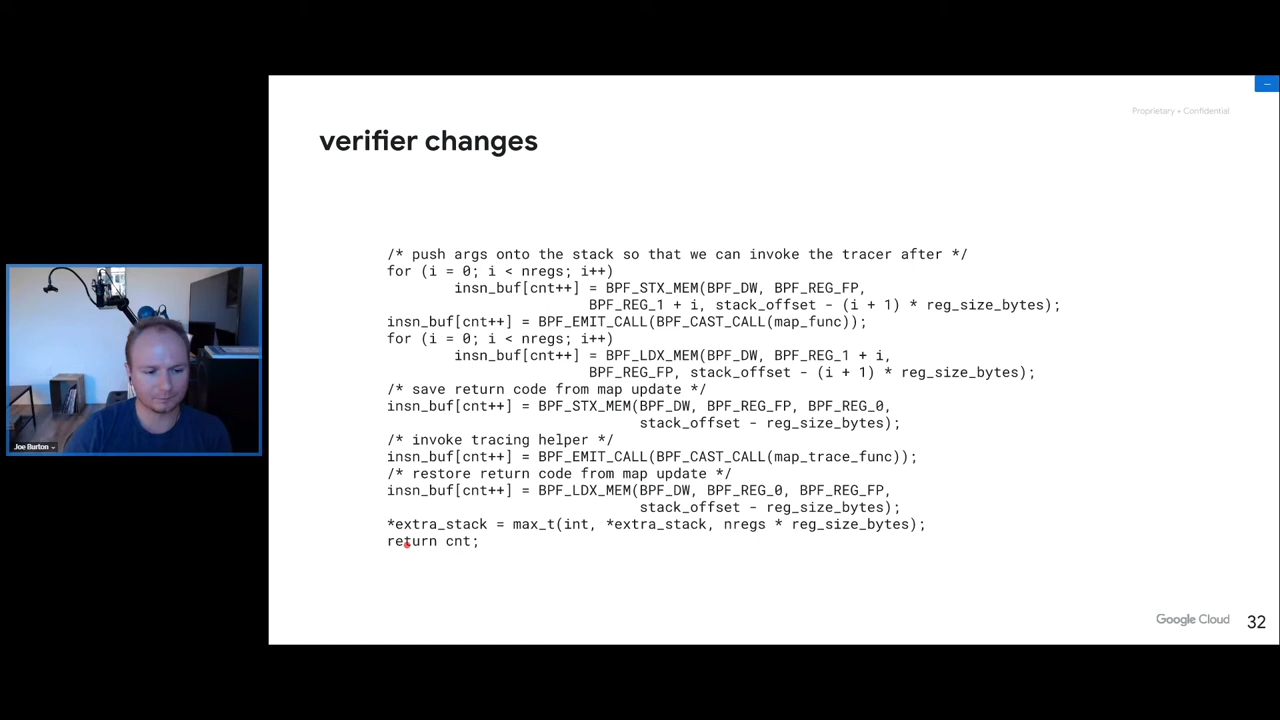 Proprietary + Confidential
verifier changes
/* push args onto the stack so that we can invoke the tracer after */
for (i = 0; i < nregs; i++)
insn_buf[cnt++] = BPF_STX_MEM(BPF_DW, BPF_REG_FP,
BPF_REG_1 + i, stack_offset - (i + 1) * reg_size_bytes);
insn_buf[cnt++] = BPF_EMIT_CALL(BPF_CAST_CALL(map_func));
for (i = 0; i < nregs; i++)
insn_buf[cnt++] = BPF_LDX_MEM(BPF_DW, BPF_REG_1 + i,
BPF_REG_FP, stack_offset - (i + 1) * reg_size_bytes);
/* save return code from map update */
insn_buf[cnt++] = BPF_STX_MEM(BPF_DW, BPF_REG_FP, BPF_REG_0,
stack_offset - reg_size_bytes);
/* invoke tracing helper */
insn_buf[cnt++] = BPF_EMIT_CALL(BPF_CAST_CALL(map_trace_func));
/* restore return code from map update */
insn_buf[cnt++] = BPF_LDX_MEM(BPF_DW, BPF_REG_0, BPF_REG_FP,
stack_offset - reg_size_bytes);
*extra_stack = max_t(int, *extra_stack, nregs * reg_size_bytes);
return cnt;
Joe Burton
Google Cloud
32